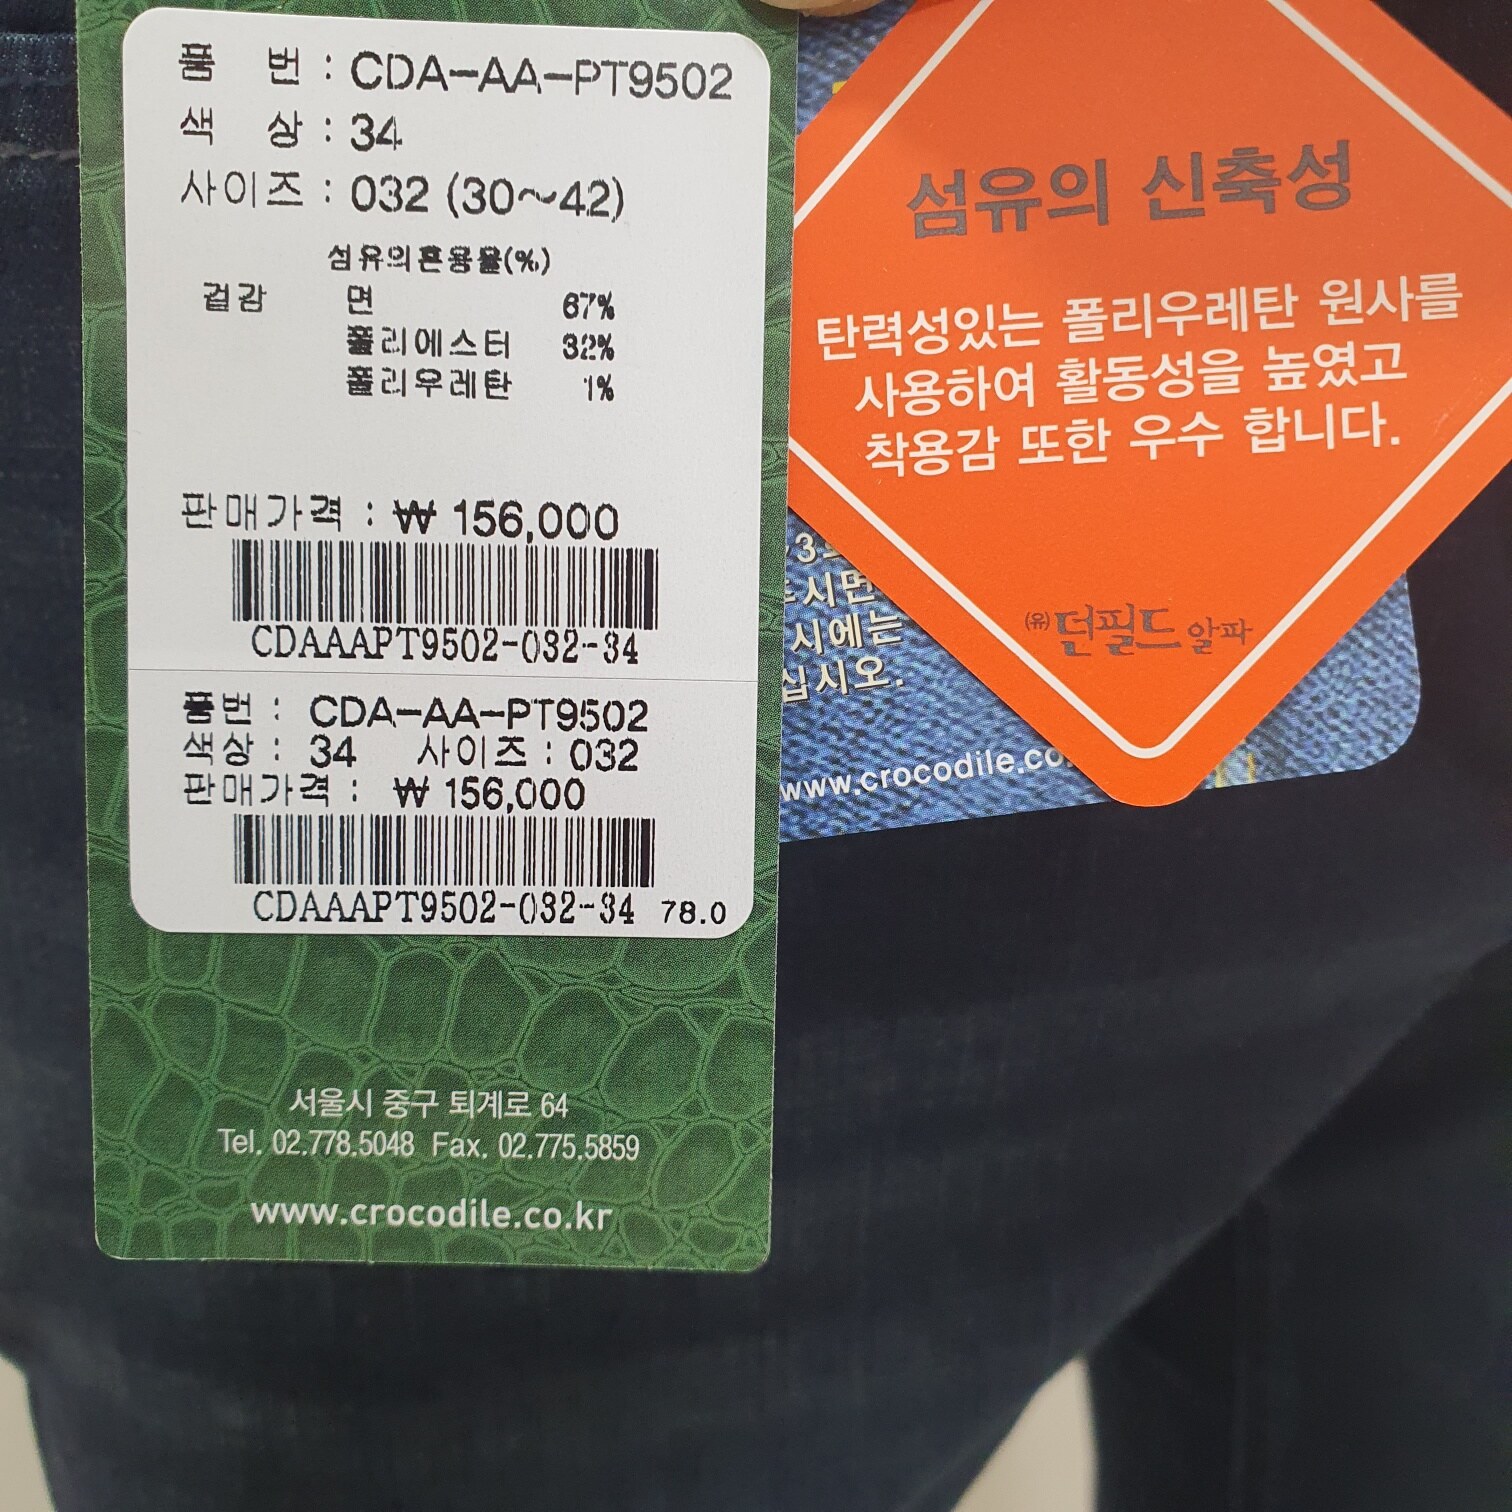 품 번 : CDA-AA-PT9502
색 상 : 34
사이즈 : 032 (30~42)
섬유의혼용율(%)
겉감 면 67%
폴리에스터 32%
폴리우레탄 1%
판매가격 : ₩ 156,000
CDAAAPT9502-032-34
품번 : CDA-AA-PT9502
색상 : 34 사이즈 : 032
판매가격 : ₩ 156,000
CDAAAPT9502-032-34 78.0
서울시 중구 퇴계로 64
Tel. 02.778.5048 Fax. 02.775.5859
www.crocodile.co.kr
섬유의 신축성
탄력성있는 폴리우레탄 원사를
사용하여 활동성을 높였고
착용감 또한 우수 합니다.
㈲던필드알파
시면
시에는
십시오.
www.crocodile.co